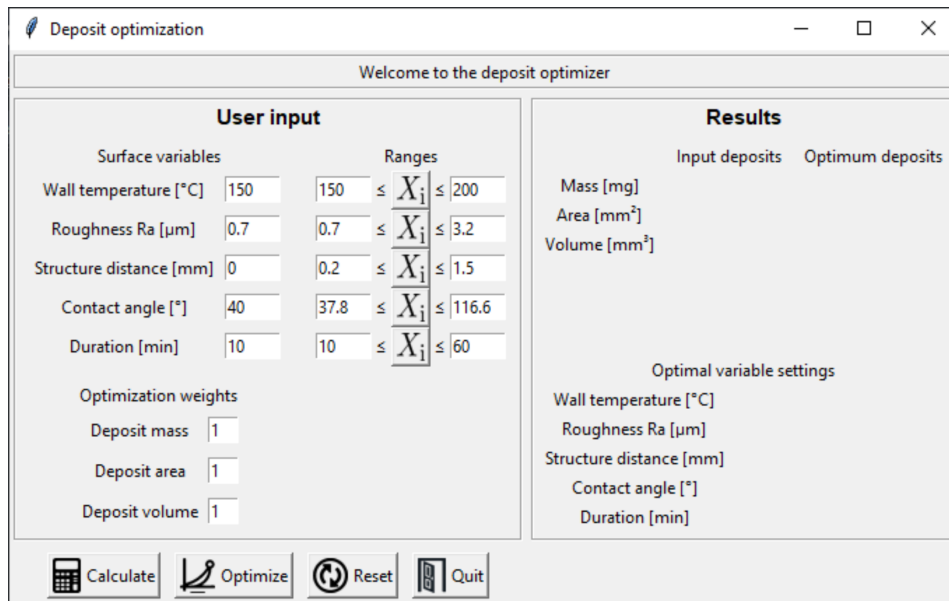 Deposit optimization
Welcome to the deposit optimizer
User input
Surface variables Ranges
Wall temperature [°C] 150 150 ≤ Xi ≤ 200
Roughness Ra [µm] 0.7 0.7 ≤ Xi ≤ 3.2
Structure distance [mm] 0 0.2 ≤ Xi ≤ 1.5
Contact angle [°] 40 37.8 ≤ Xi ≤ 116.6
Duration [min] 10 10 ≤ Xi ≤ 60
Optimization weights
Deposit mass 1
Deposit area 1
Deposit volume 1
Results
Input deposits Optimum deposits
Mass [mg]
Area [mm²]
Volume [mm³]
Optimal variable settings
Wall temperature [°C]
Roughness Ra [µm]
Structure distance [mm]
Contact angle [°]
Duration [min]
Calculate Optimize Reset Quit